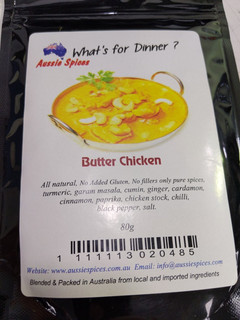 What's for Dinner ?
Aussie Spices
Butter Chicken
All natural, No Added Gluten, No fillers only pure spices,
turmeric, garam masala, cumin, ginger, cardamon,
cinnamon, paprika, chicken stock, chilli,
black pepper, salt.
80g
1 111113 020485
Website: www.aussiespices.com.au Email: info@aussiespices.com
Blended & Packed in Australia from local and imported ingredients